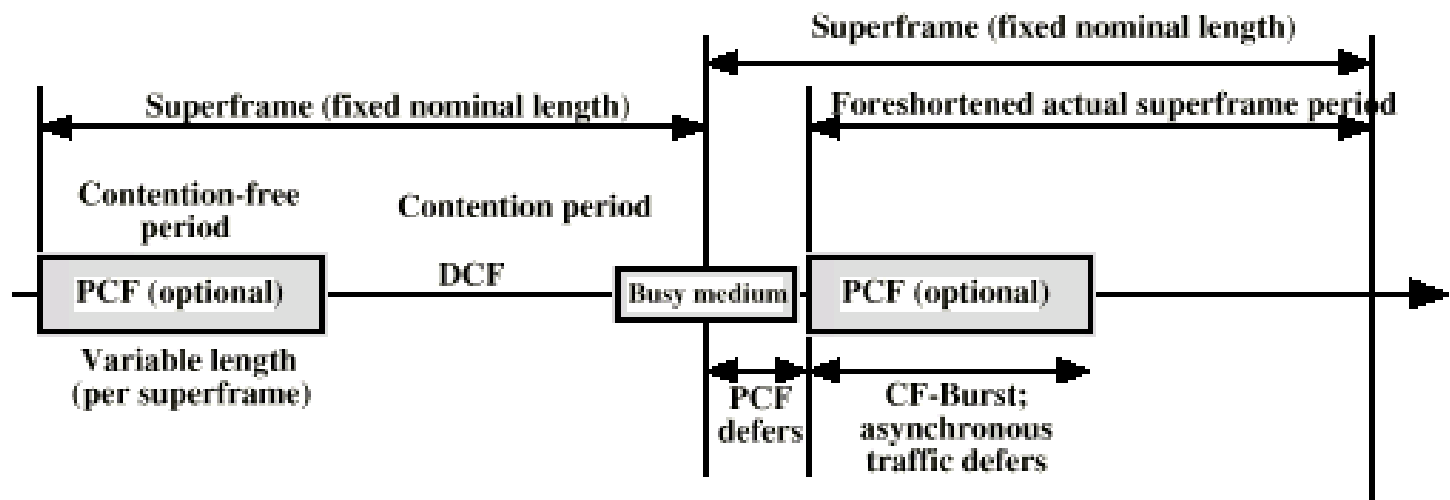 Superframe (fixed nominal length)
Superframe (fixed nominal length)
Foreshortened actual superframe period
Contention-free
period
Contention period
PCF (optional)
DCF
Busy medium
PCF (optional)
Variable length
(per superframe)
PCF
defers
CF-Burst;
asynchronous
traffic defers